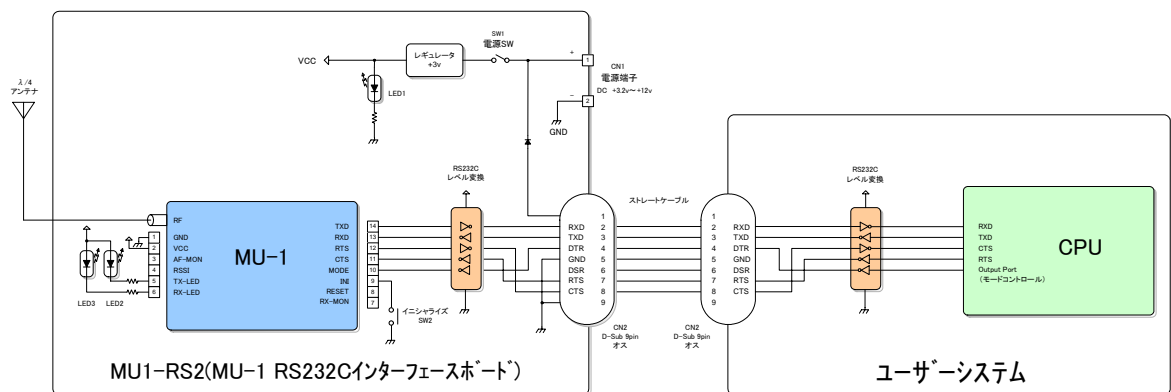 SW1
電源SW
レギュレータ
+3v
VCC
LED1
+
1
CN1
電源端子
DC +3.2v～+12v
-
2
GND
λ/4
アンテナ
RF
1 GND
2 VCC
3 AF-MON
4 RSSI
5 TX-LED
6 RX-LED
LED3 LED2
MU-1
TXD 14
RXD 13
RTS 12
CTS 11
MODE 10
INI 9
RESET 8
RX-MON 7
イニシャライズ
SW2
RS232C
レベル変換
1
RXD 2
TXD 3
DTR 4
GND 5
DSR 6
RTS 7
CTS 8
9
CN2
D-Sub 9pin
オス
ストレートケーブル
1
2 RXD
3 TXD
4 DTR
5 GND
6 DSR
7 RTS
8 CTS
9
CN2
D-Sub 9pin
オス
RS232C
レベル変換
RXD
TXD
CTS
RTS
Output Port
(モードコントロール)
CPU
MU1-RS2(MU-1 RS232Cインターフェースボード)
ユーザーシステム